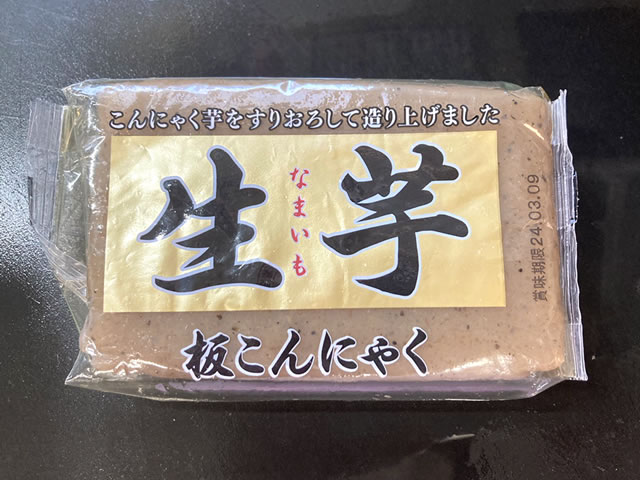 こんにゃく芋をすりおろして造り上げました
生芋
なまいも
板こんにゃく
賞味期限24.03.09